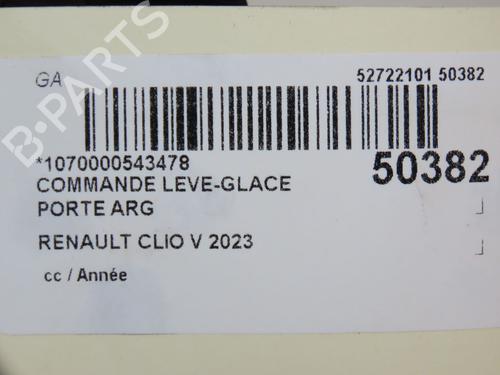 GA
52722101 50382
*1070000543478
50382
COMMANDE LEVE-GLACE
PORTE ARG
RENAULT CLIO V 2023
cc / Année
B-PARTS